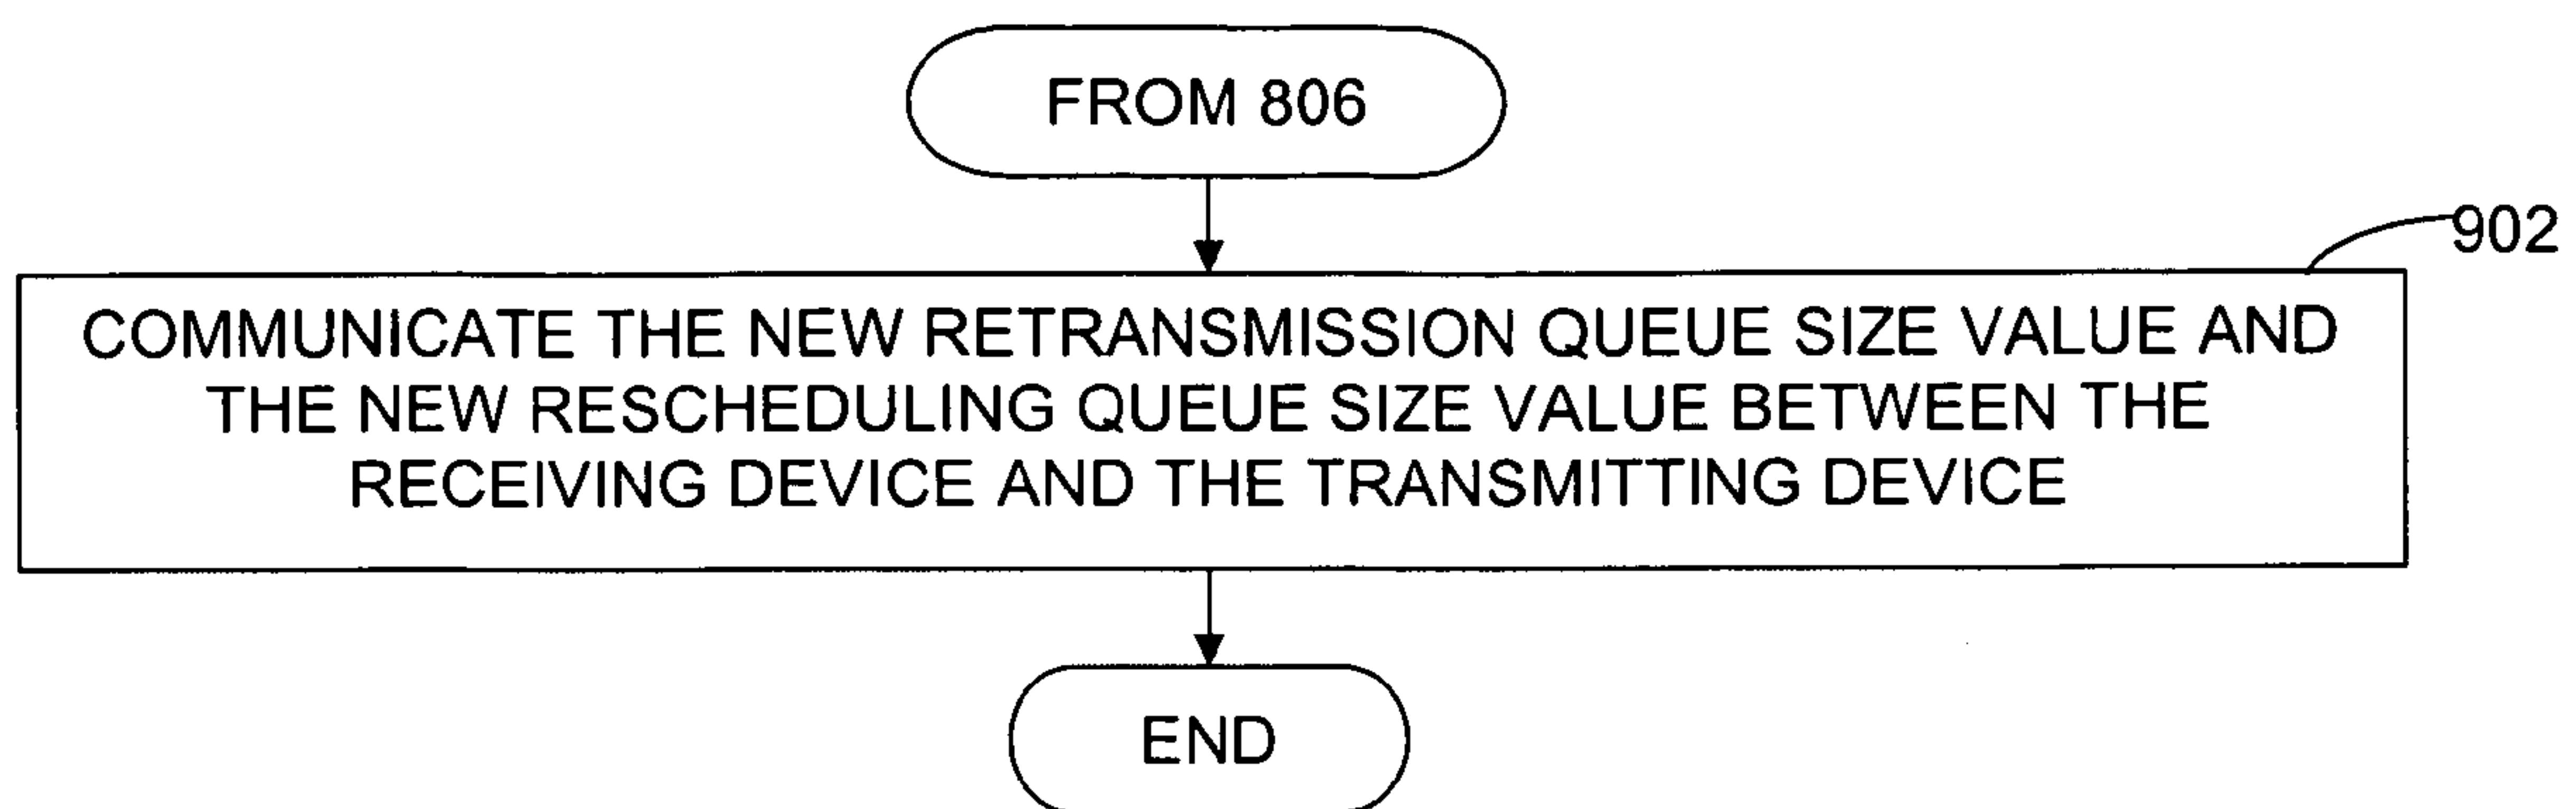 FROM 806
902
COMMUNICATE THE NEW RETRANSMISSION QUEUE SIZE VALUE AND
THE NEW RESCHEDULING QUEUE SIZE VALUE BETWEEN THE
RECEIVING DEVICE AND THE TRANSMITTING DEVICE
END